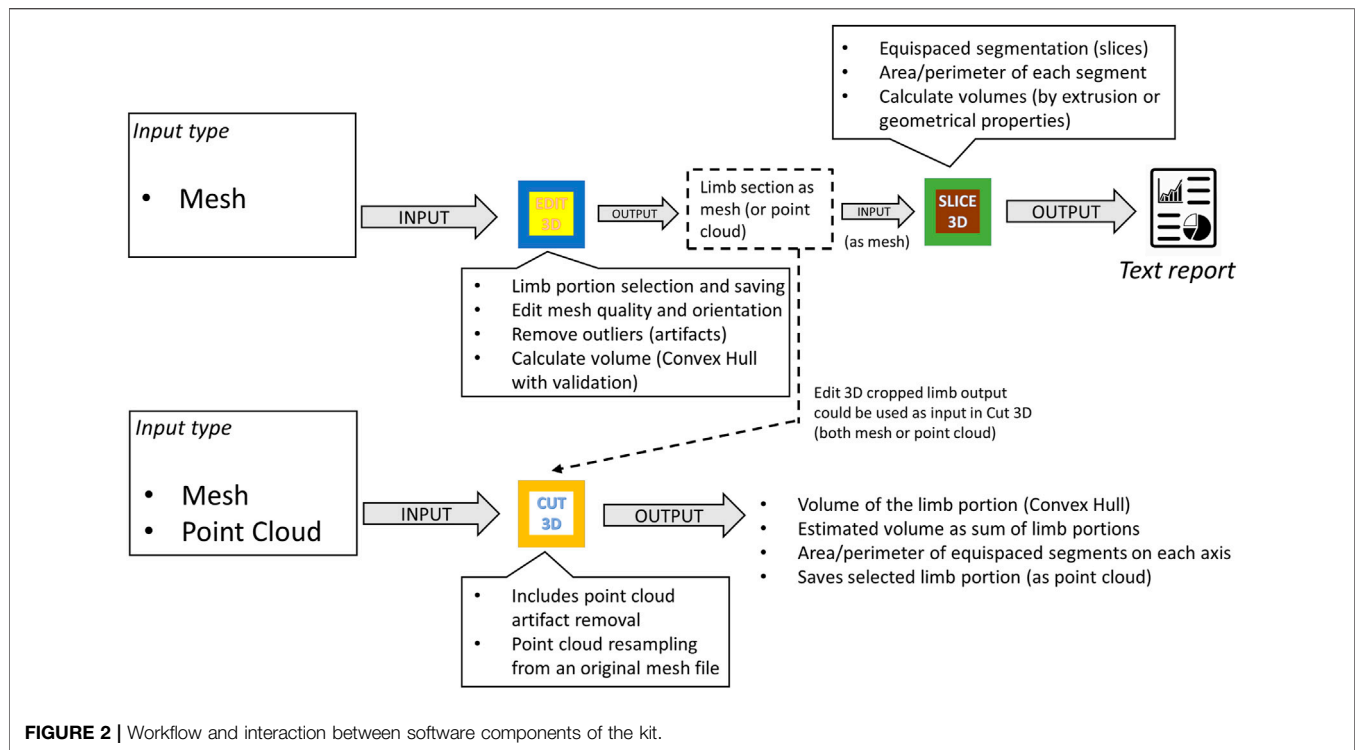 • Equispaced segmentation (slices)
• Area/perimeter of each segment
• Calculate volumes (by extrusion or
geometrical properties)
Input type
• Mesh
INPUT
EDIT
3D
OUTPUT
Limb section as
mesh (or point
cloud)
INPUT
(as mesh)
SLICE
3D
OUTPUT
Text report
• Limb portion selection and saving
• Edit mesh quality and orientation
• Remove outliers (artifacts)
• Calculate volume (Convex Hull
with validation)
Edit 3D cropped limb output
could be used as input in Cut 3D
(both mesh or point cloud)
Input type
• Mesh
• Point Cloud
INPUT
CUT
3D
OUTPUT
• Volume of the limb portion (Convex Hull)
• Estimated volume as sum of limb portions
• Area/perimeter of equispaced segments on each axis
• Saves selected limb portion (as point cloud)
• Includes point cloud
artifact removal
• Point cloud resampling
from an original mesh file
FIGURE 2 | Workflow and interaction between software components of the kit.